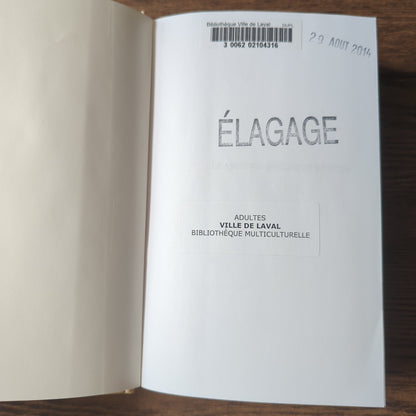 Bibliothèque Ville de Laval
3 0062 02104316
29 AOUT 2014
ÉLAGAGE
ADULTES
VILLE DE LAVAL
BIBLIOTHÈQUE MULTICULTURELLE